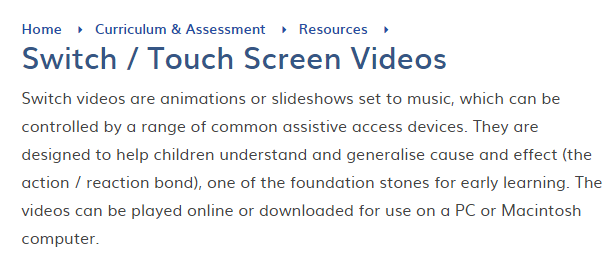 Home Curriculum & Assessment Resources
Switch / Touch Screen Videos
Switch videos are animations or slideshows set to music, which can be
controlled by a range of common assistive access devices. They are
designed to help children understand and generalise cause and effect (the
action / reaction bond), one of the foundation stones for early learning. The
videos can be played online or downloaded for use on a PC or Macintosh
computer.